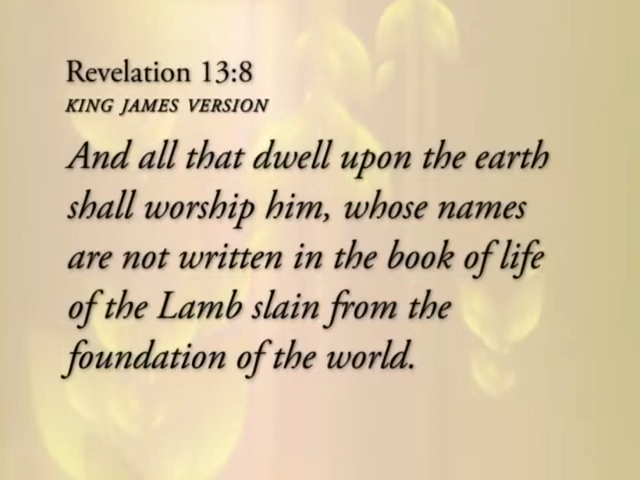 Revelation 13:8
KING JAMES VERSION
And all that dwell upon the earth
shall worship him, whose names
are not written in the book of life
of the Lamb slain from the
foundation of the world.